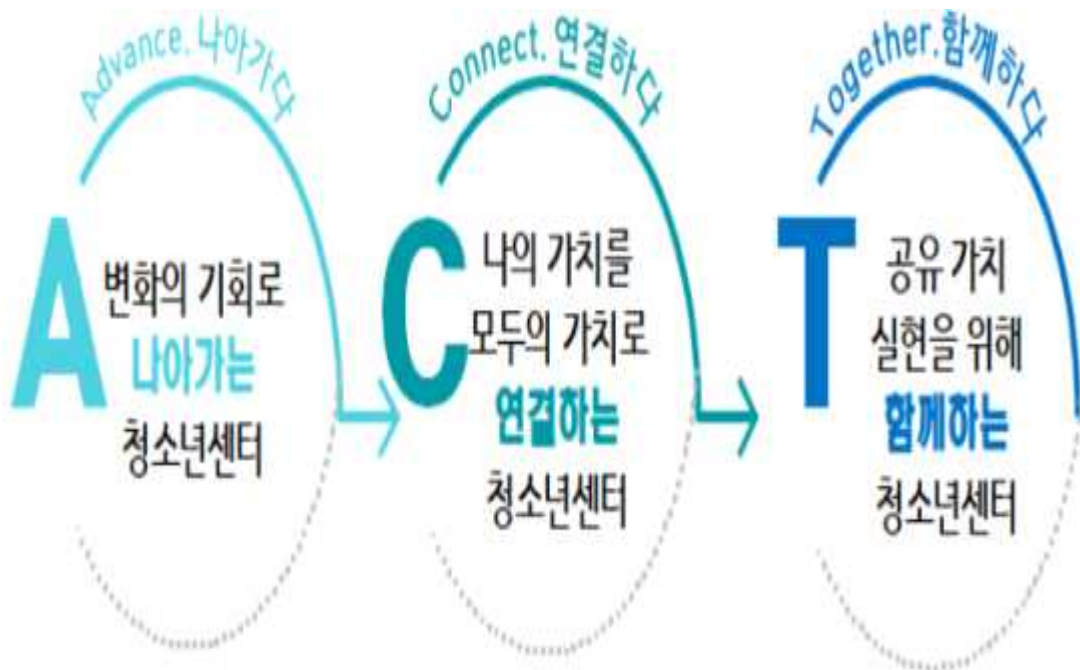 Advance.나아가다
A
변화의 기회로
나아가는
청소년센터
Connect.연결하다
C
나의 가치를
모두의 가치로
연결하는
청소년센터
Together.함께하다
T
공유 가치
실현을 위해
함께하는
청소년센터